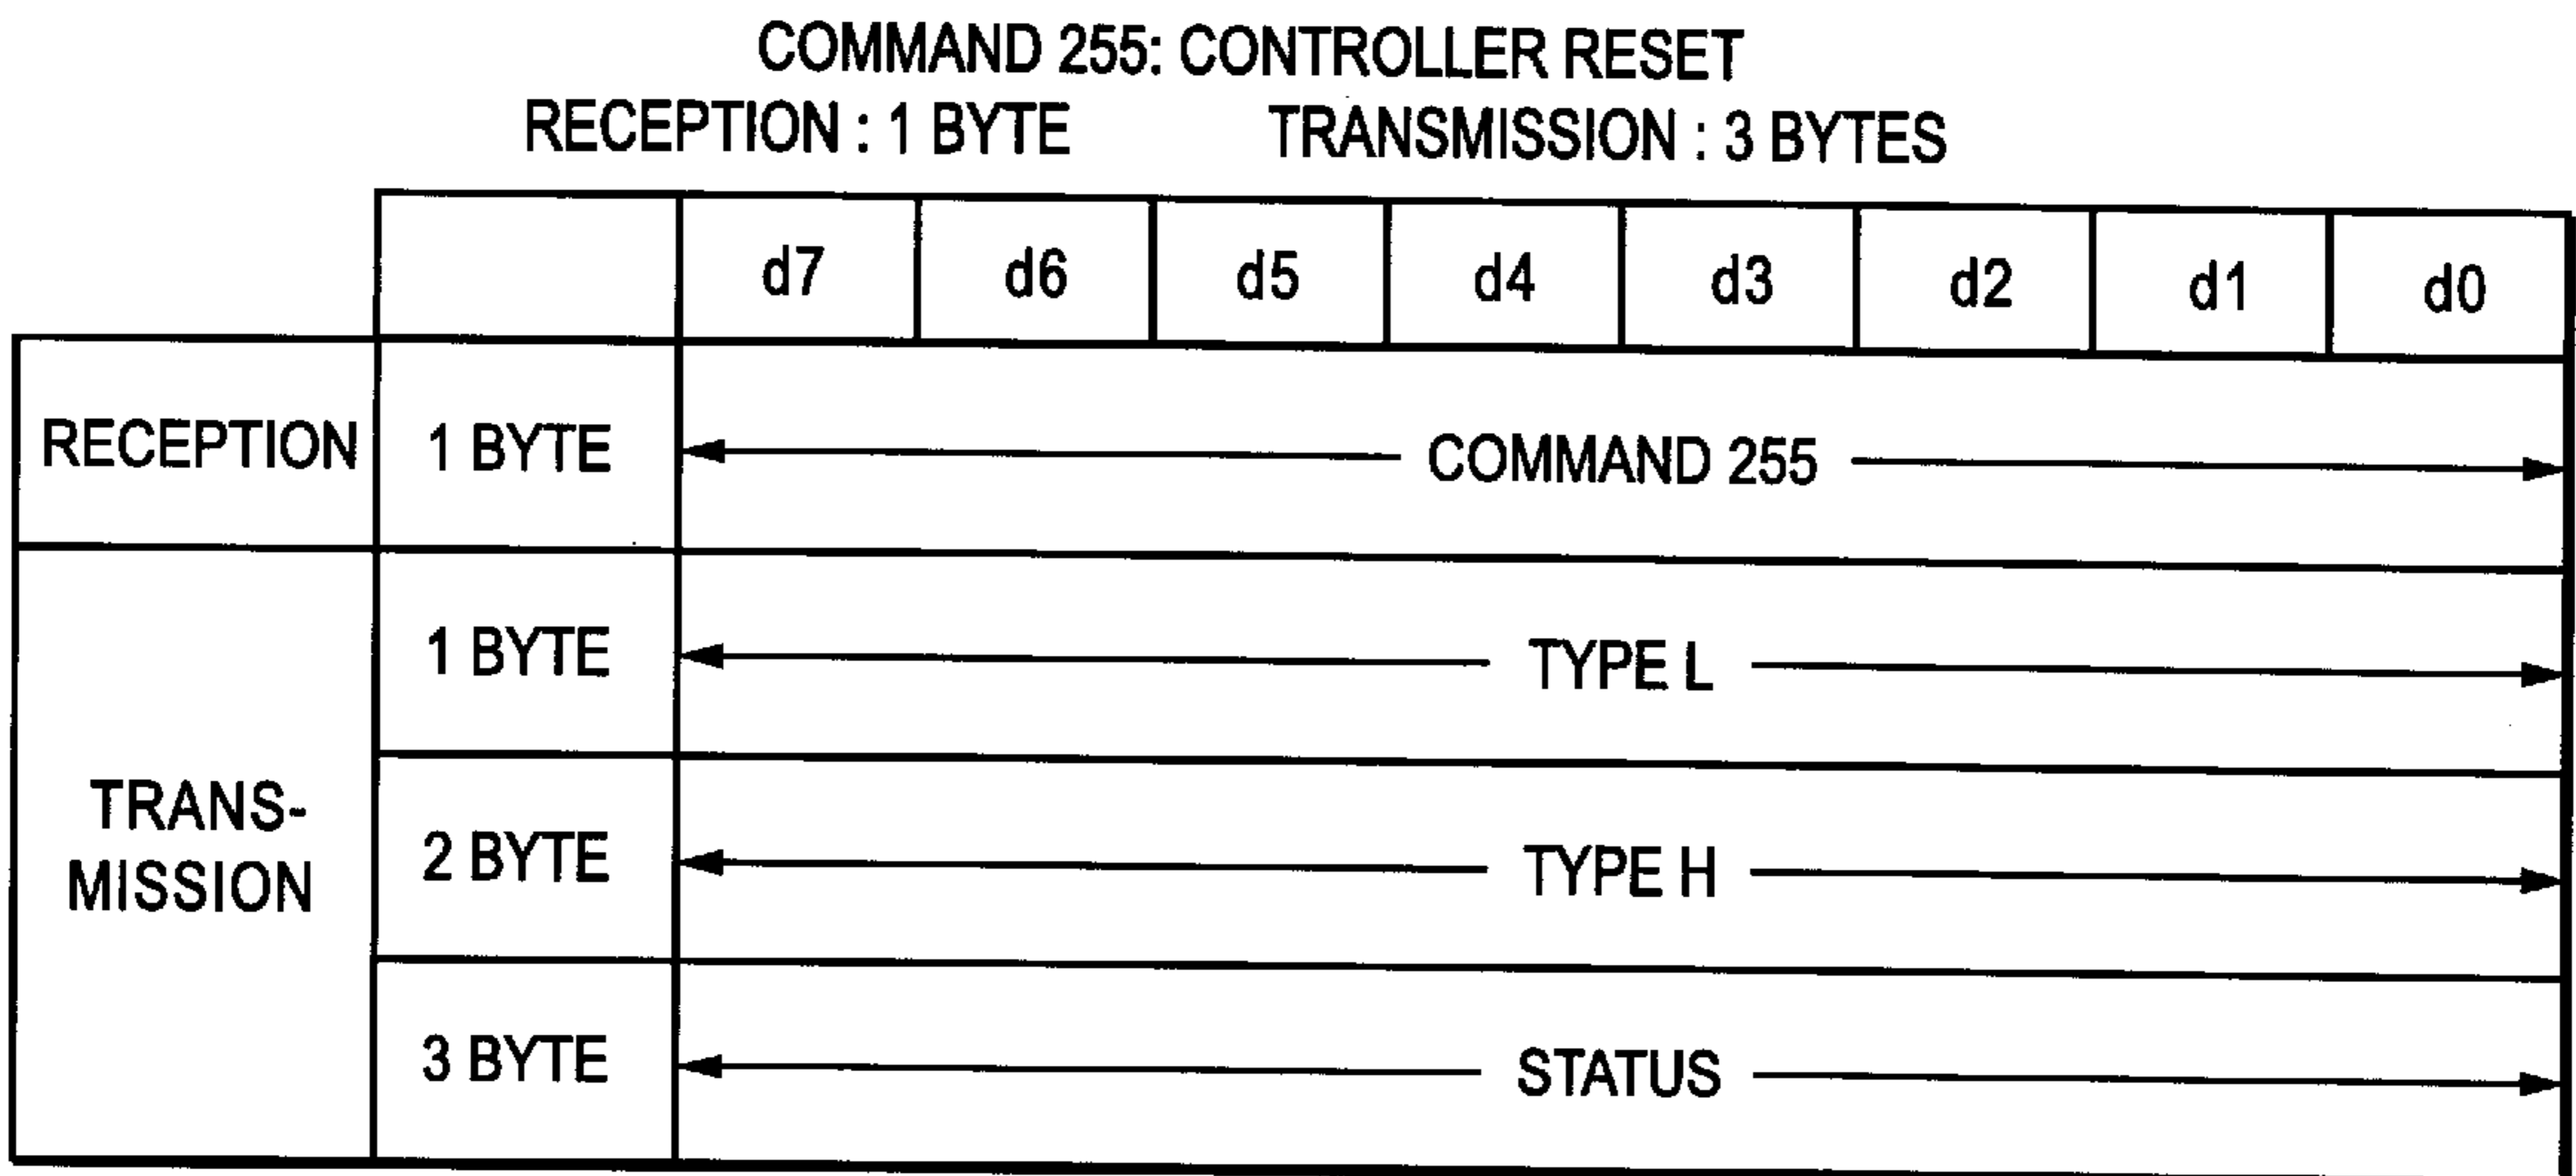 COMMAND 255: CONTROLLER RESET
RECEPTION : 1 BYTE TRANSMISSION : 3 BYTES
d7 d6 d5 d4 d3 d2 d1 d0
RECEPTION 1 BYTE COMMAND 255
1 BYTE TYPE L
TRANS-
MISSION
2 BYTE TYPE H
3 BYTE STATUS